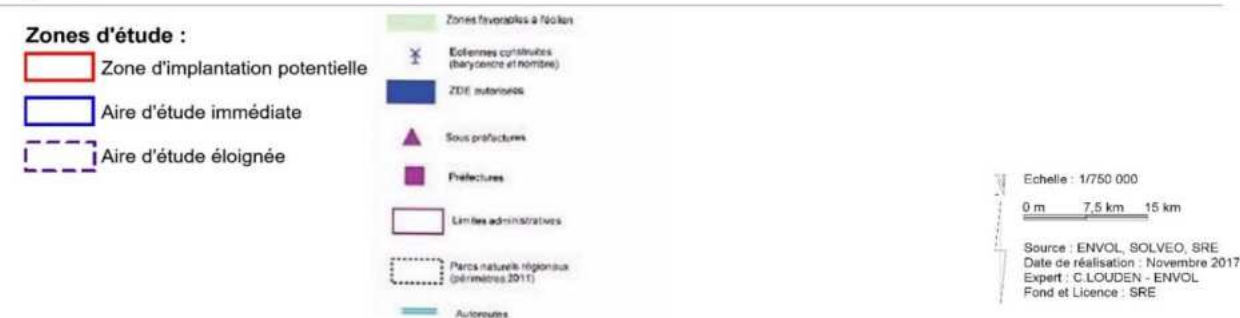 Zones d'étude :
Zone d'implantation potentielle
Aire d'étude immédiate
Aire d'étude éloignée
Zones favorables à l'éolien
Eoliennes construites
(barycentre et nombre)
ZDE autorisées
Sous préfectures
Préfectures
Limites administratives
Parcs naturels régionaux
(périmètres 2011)
Autoroutes
Echelle : 1/750 000
0 m 7,5 km 15 km
Source : ENVOL, SOLVEO, SRE
Date de réalisation : Novembre 2017
Expert : C.LOUDEN - ENVOL
Fond et Licence : SRE